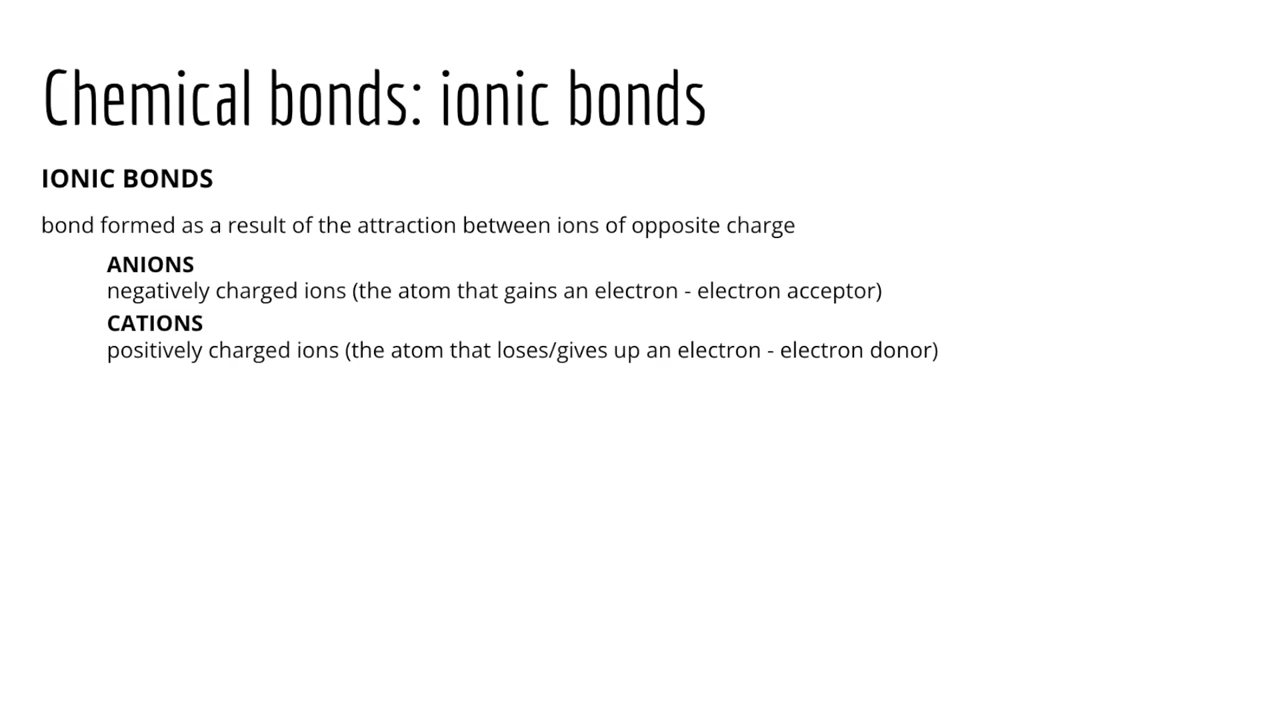 Chemical bonds: ionic bonds
IONIC BONDS
bond formed as a result of the attraction between ions of opposite charge
ANIONS
negatively charged ions (the atom that gains an electron - electron acceptor)
CATIONS
positively charged ions (the atom that loses/gives up an electron - electron donor)